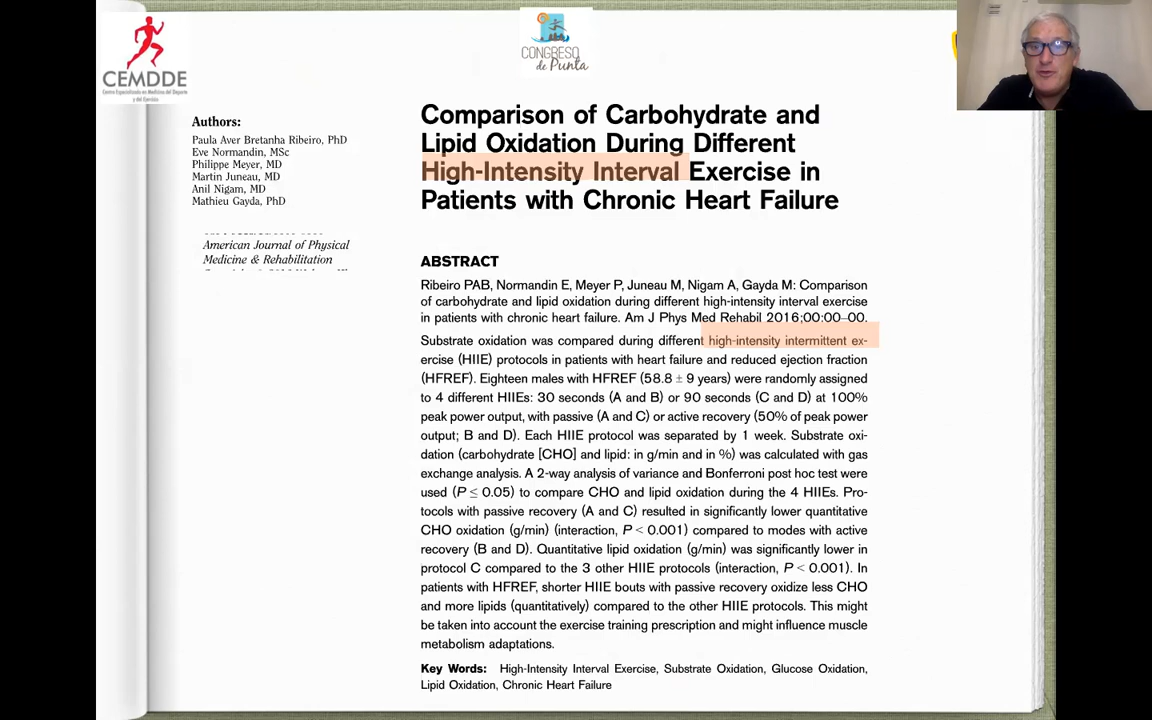 CEMDDE
Centro Especializado en Medicina del Deporte
y del Ejercicio
CONGRESO
de Punta
Authors:
Paula Aver Bretanha Ribeiro, PhD
Eve Normandin, MSc
Philippe Meyer, MD
Martin Juneau, MD
Anil Nigam, MD
Mathieu Gayda, PhD
American Journal of Physical
Medicine & Rehabilitation
Comparison of Carbohydrate and
Lipid Oxidation During Different
High-Intensity Interval Exercise in
Patients with Chronic Heart Failure
ABSTRACT
Ribeiro PAB, Normandin E, Meyer P, Juneau M, Nigam A, Gayda M: Comparison
of carbohydrate and lipid oxidation during different high-intensity interval exercise
in patients with chronic heart failure. Am J Phys Med Rehabil 2016;00:00–00.
Substrate oxidation was compared during different high-intensity intermittent ex-
ercise (HIIE) protocols in patients with heart failure and reduced ejection fraction
(HFREF). Eighteen males with HFREF (58.8 ± 9 years) were randomly assigned
to 4 different HIIEs: 30 seconds (A and B) or 90 seconds (C and D) at 100%
peak power output, with passive (A and C) or active recovery (50% of peak power
output; B and D). Each HIIE protocol was separated by 1 week. Substrate oxi-
dation (carbohydrate [CHO] and lipid: in g/min and in %) was calculated with gas
exchange analysis. A 2-way analysis of variance and Bonferroni post hoc test were
used (P ≤ 0.05) to compare CHO and lipid oxidation during the 4 HIIEs. Pro-
tocols with passive recovery (A and C) resulted in significantly lower quantitative
CHO oxidation (g/min) (interaction, P < 0.001) compared to modes with active
recovery (B and D). Quantitative lipid oxidation (g/min) was significantly lower in
protocol C compared to the 3 other HIIE protocols (interaction, P < 0.001). In
patients with HFREF, shorter HIIE bouts with passive recovery oxidize less CHO
and more lipids (quantitatively) compared to the other HIIE protocols. This might
be taken into account the exercise training prescription and might influence muscle
metabolism adaptations.
Key Words: High-Intensity Interval Exercise, Substrate Oxidation, Glucose Oxidation,
Lipid Oxidation, Chronic Heart Failure